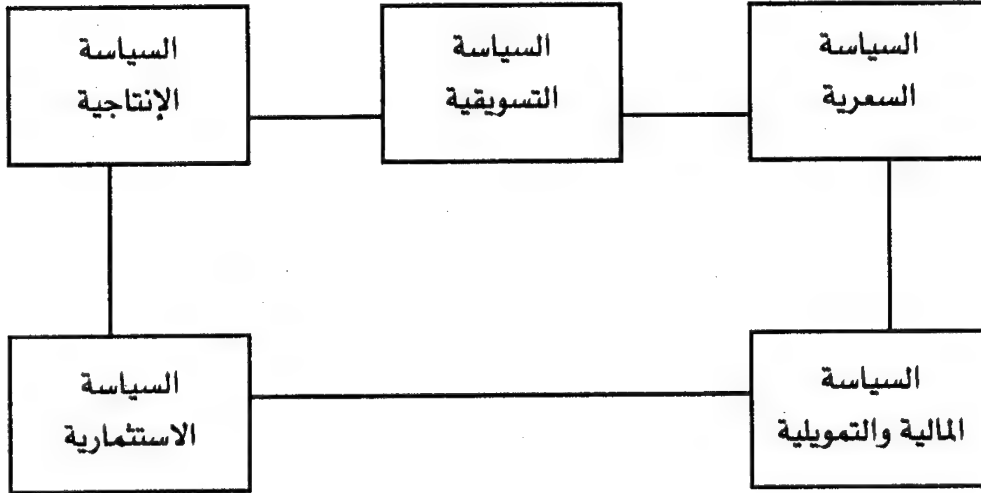 السياسة
السعرية
السياسة
التسويقية
السياسة
الإنتاجية
السياسة
المالية والتمويلية
السياسة
الاستثمارية